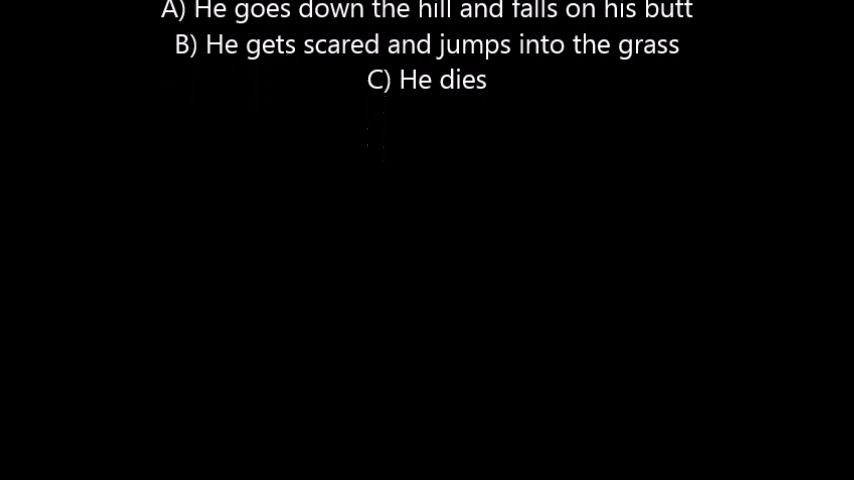 A) He goes down the hill and falls on his butt
B) He gets scared and jumps into the grass
C) He dies